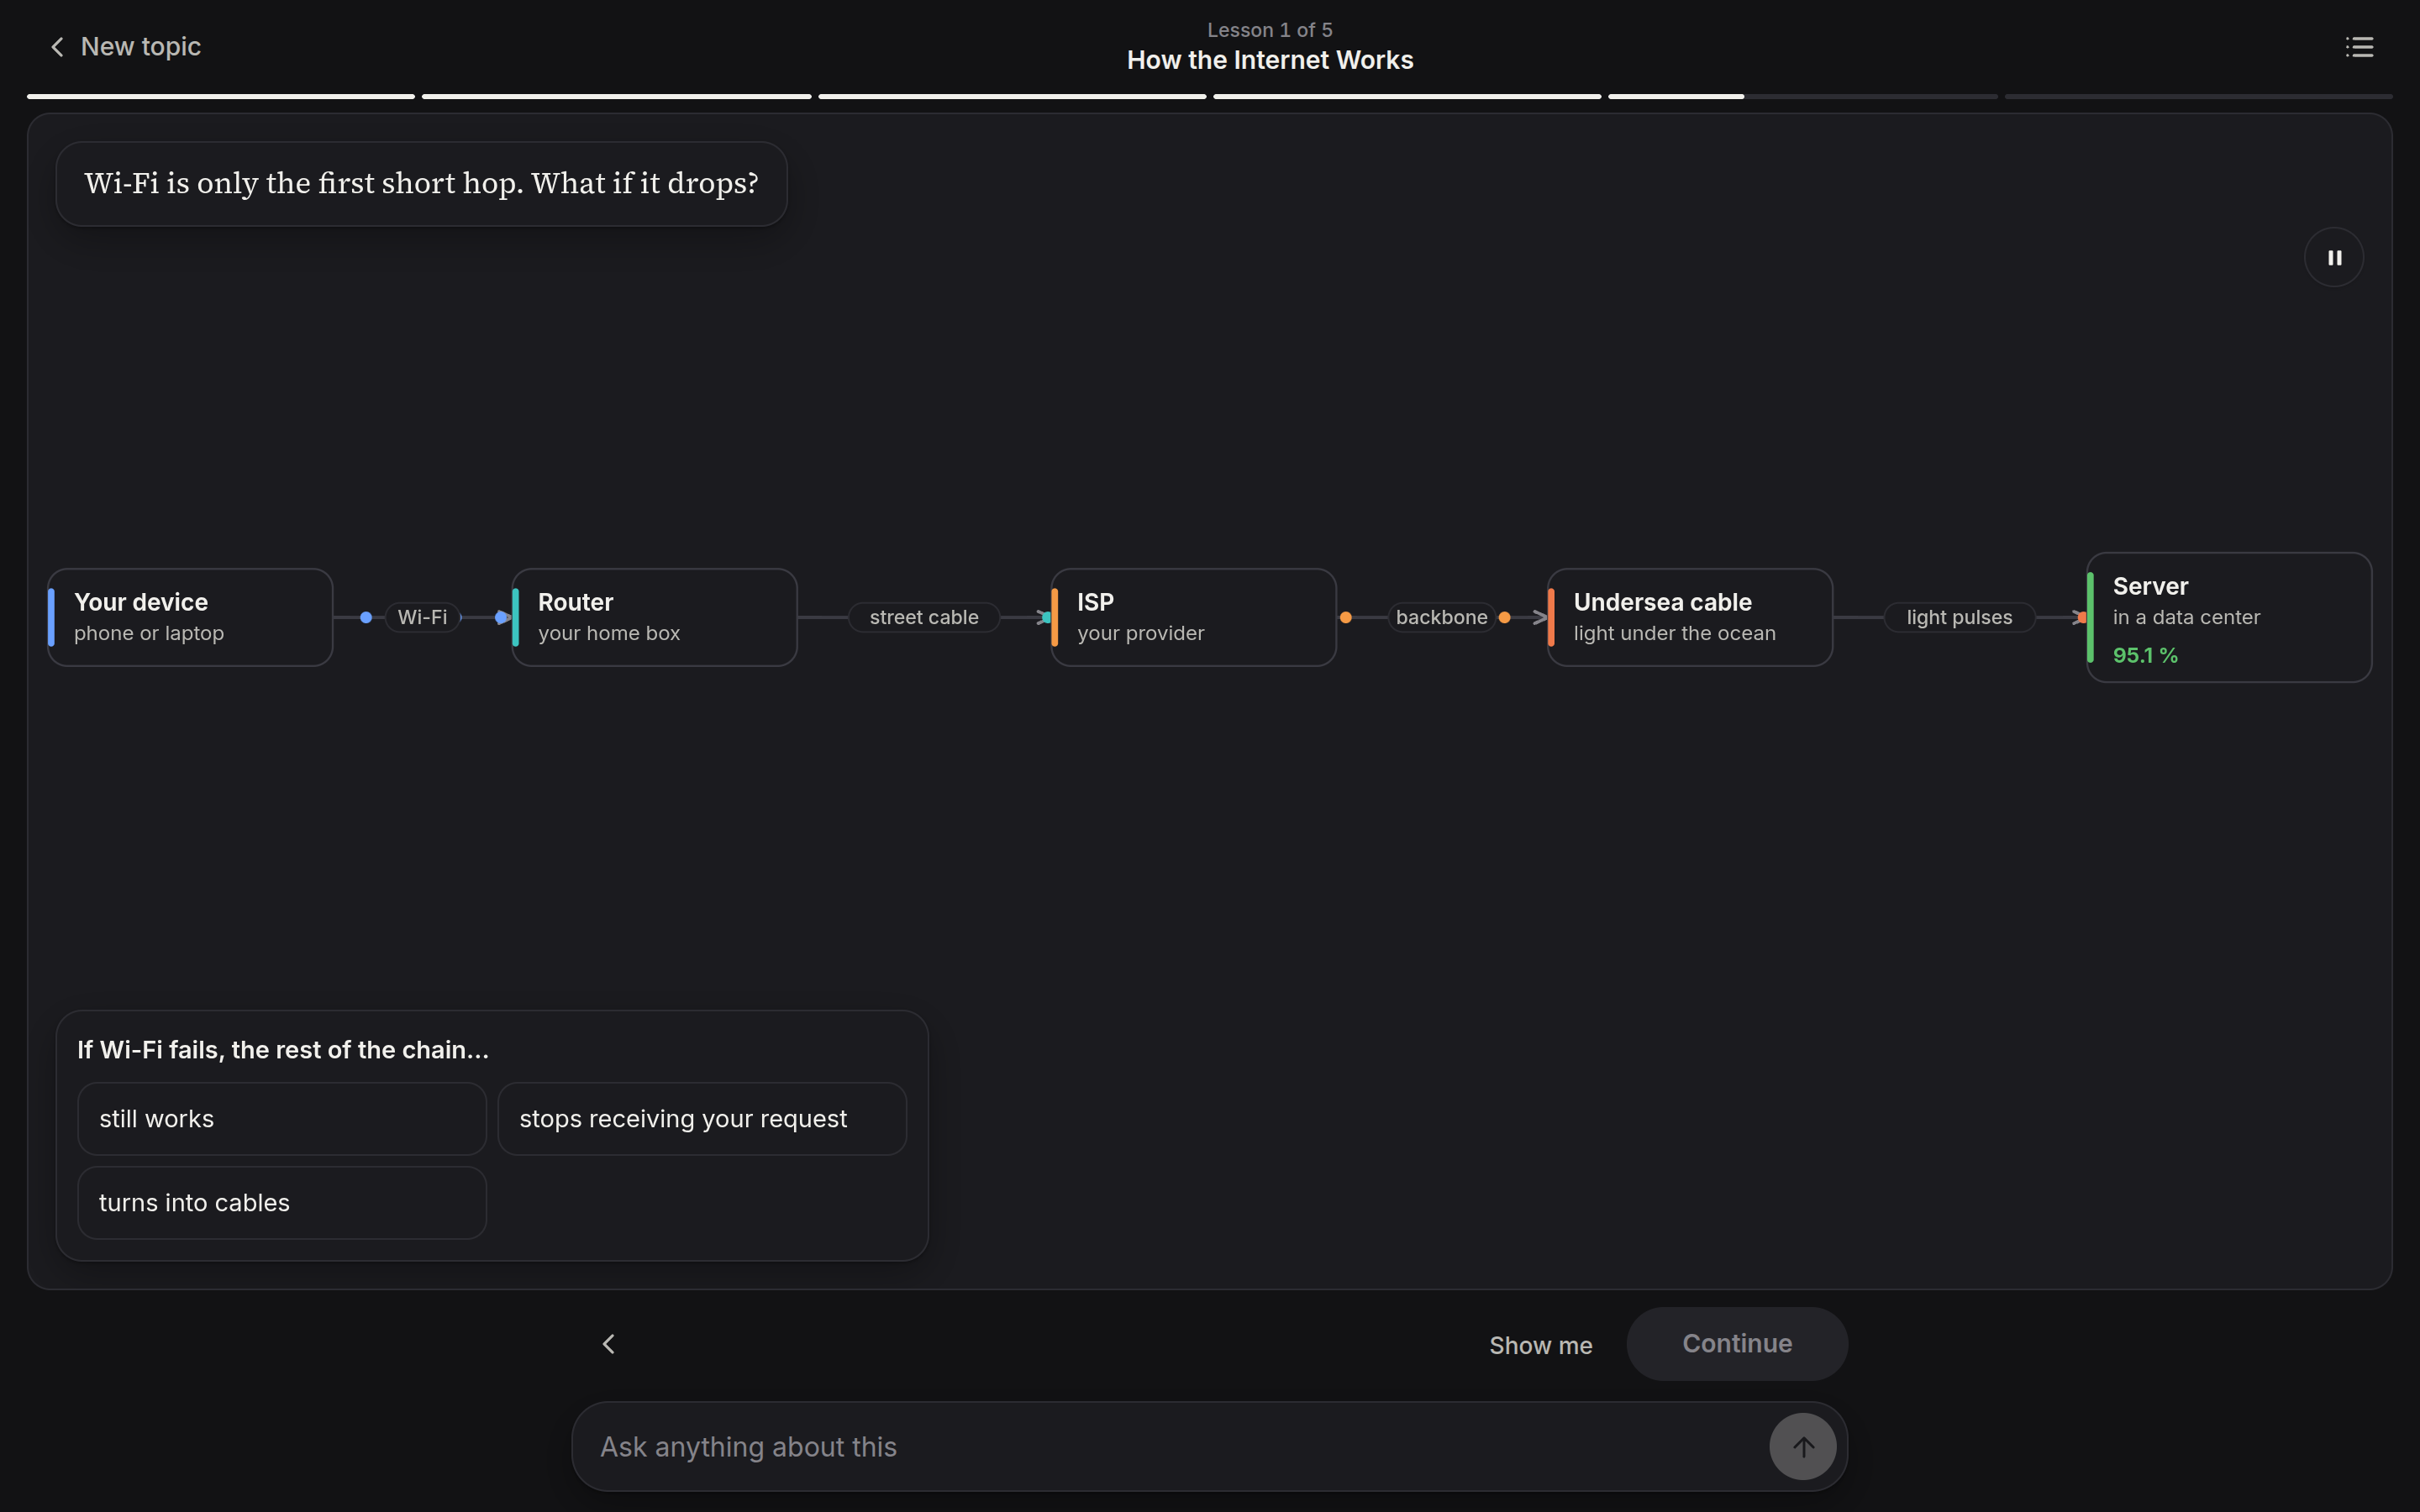 New topic
Lesson 1 of 5
How the Internet Works
Wi-Fi is only the first short hop. What if it drops?
Your device
phone or laptop
Wi-Fi
Router
your home box
street cable
ISP
your provider
backbone
Undersea cable
light under the ocean
light pulses
Server
in a data center
95.1 %
If Wi-Fi fails, the rest of the chain...
still works
stops receiving your request
turns into cables
Show me
Continue
Ask anything about this